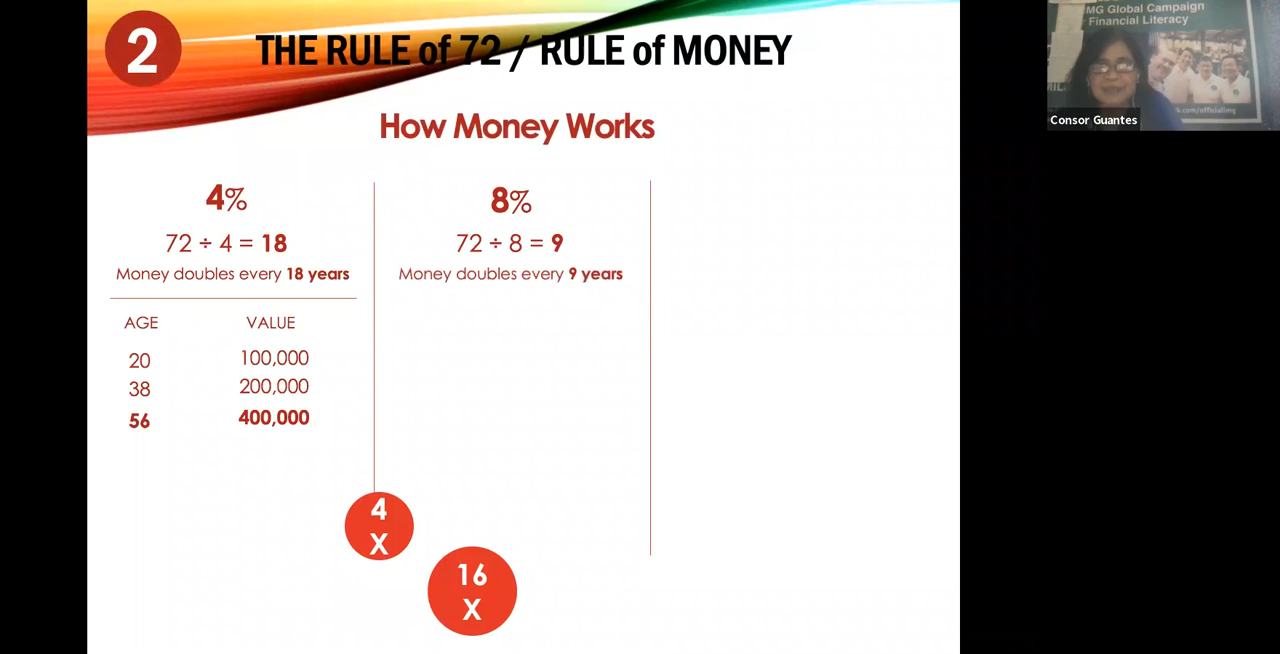 2
THE RULE of 72 / RULE of MONEY
How Money Works
4%
72 ÷ 4 = 18
Money doubles every 18 years
AGE VALUE
20 100,000
38 200,000
56 400,000
8%
72 ÷ 8 = 9
Money doubles every 9 years
4
X
16
X
MG Global Campaign
Financial Literacy
Consor Guantes